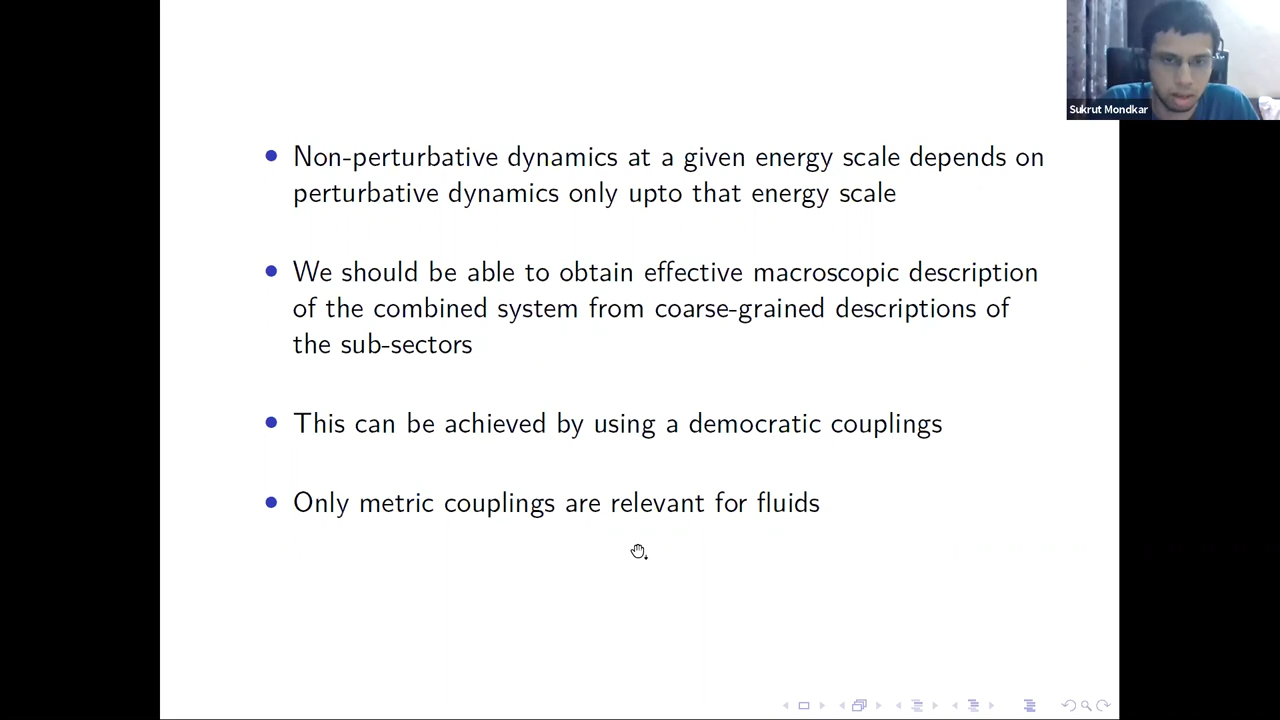 Sukrut Mondkar
Non-perturbative dynamics at a given energy scale depends on
perturbative dynamics only upto that energy scale
We should be able to obtain effective macroscopic description
of the combined system from coarse-grained descriptions of
the sub-sectors
This can be achieved by using a democratic couplings
Only metric couplings are relevant for fluids